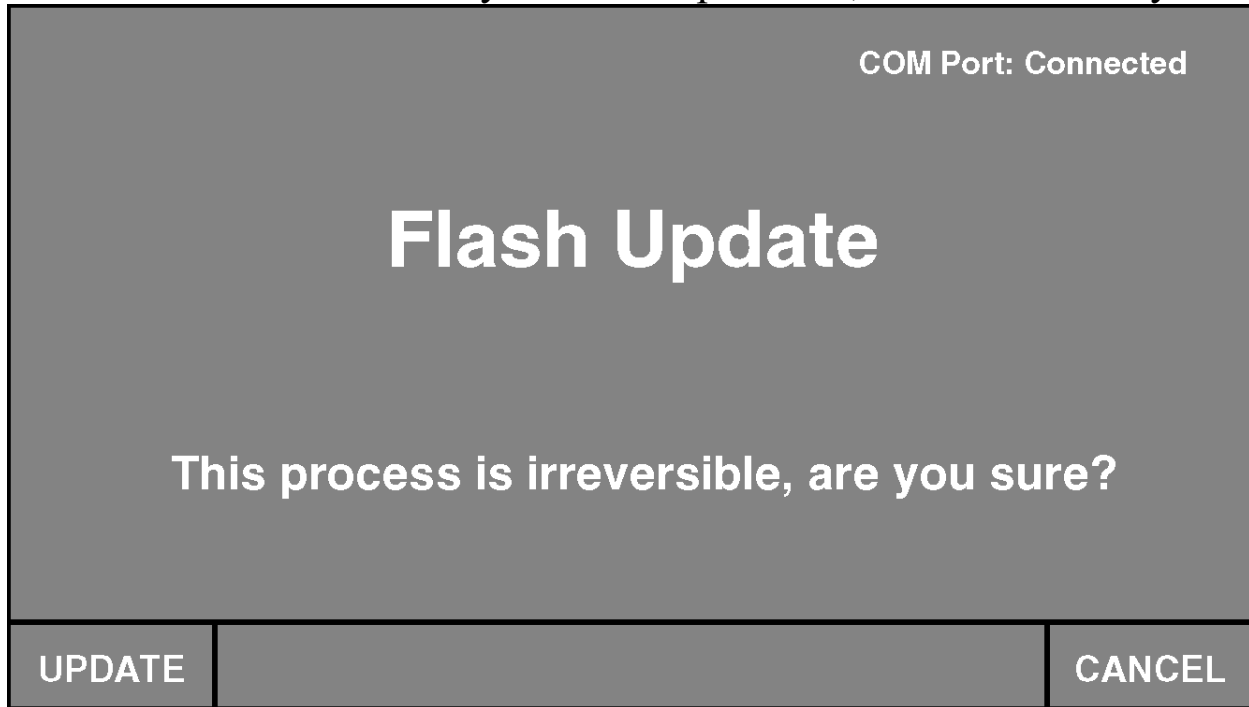 COM Port: Connected
Flash Update
This process is irreversible, are you sure?
UPDATE
CANCEL